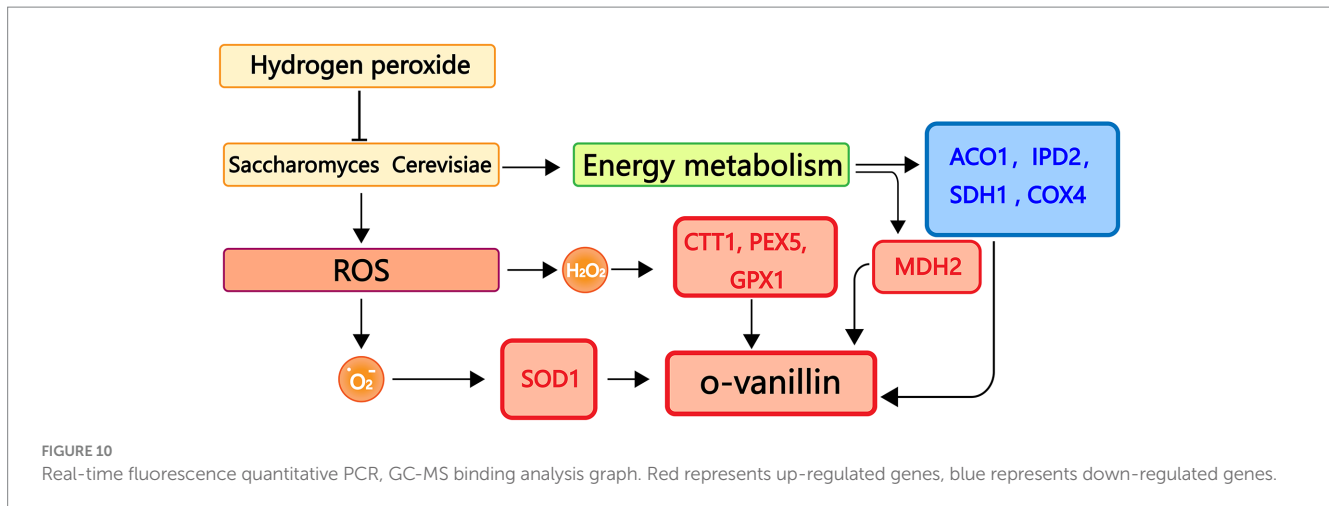 Hydrogen peroxide
Saccharomyces Cerevisiae
Energy metabolism
ACO1, IPD2,
SDH1 , COX4
ROS
H₂O₂
CTT1, PEX5,
GPX1
MDH2
·O₂⁻
SOD1
o-vanillin
FIGURE 10
Real-time fluorescence quantitative PCR, GC-MS binding analysis graph. Red represents up-regulated genes, blue represents down-regulated genes.